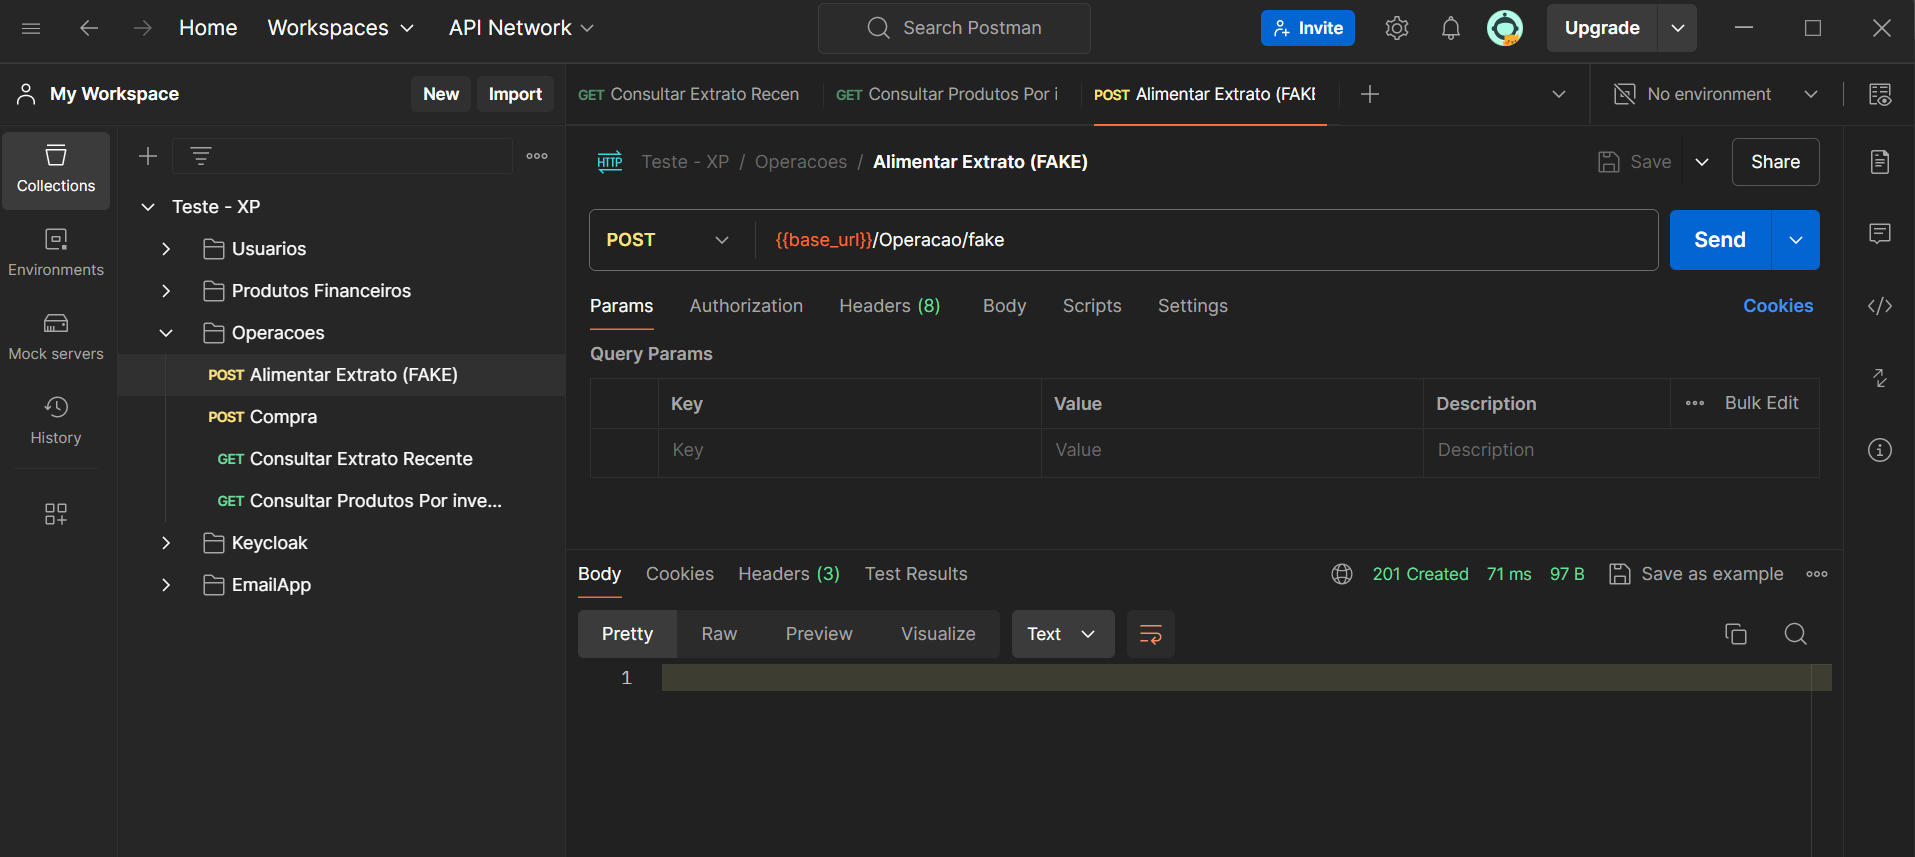 Home Workspaces API Network Search Postman Invite Upgrade
My Workspace New Import GET Consultar Extrato Recen GET Consultar Produtos Por i POST Alimentar Extrato (FAKE No environment
Collections
Environments
Mock servers
History
Teste - XP
Usuarios
Produtos Financeiros
Operacoes
POST Alimentar Extrato (FAKE)
POST Compra
GET Consultar Extrato Recente
GET Consultar Produtos Por inve...
Keycloak
EmailApp
HTTP Teste - XP / Operacoes / Alimentar Extrato (FAKE) Save Share
POST {{base_url}}/Operacao/fake Send
Params Authorization Headers (8) Body Scripts Settings Cookies
Query Params
Key Value Description Bulk Edit
Key Value Description
Body Cookies Headers (3) Test Results 201 Created 71 ms 97 B Save as example
Pretty Raw Preview Visualize Text
1